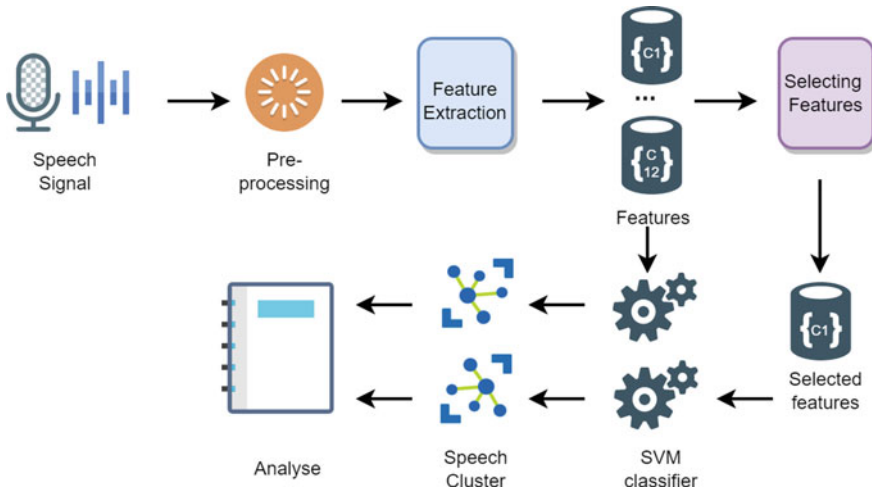 {C1}
Feature
Extraction
Selecting
Features
...
Speech
Signal
Pre-
processing
{C
12}
Features
{C1}
Selected
features
Analyse
Speech
Cluster
SVM
classifier